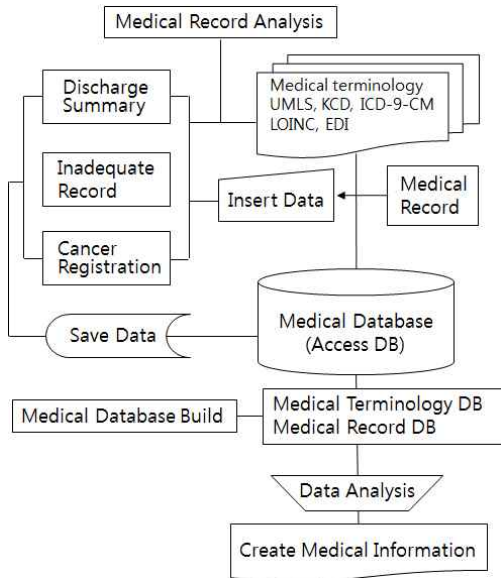 Medical Record Analysis
Discharge
Summary
Medical terminology
UMLS, KCD, ICD-9-CM
LOINC, EDI
Inadequate
Record
Insert Data
Medical
Record
Cancer
Registration
Save Data
Medical Database
(Access DB)
Medical Database Build
Medical Terminology DB
Medical Record DB
Data Analysis
Create Medical Information